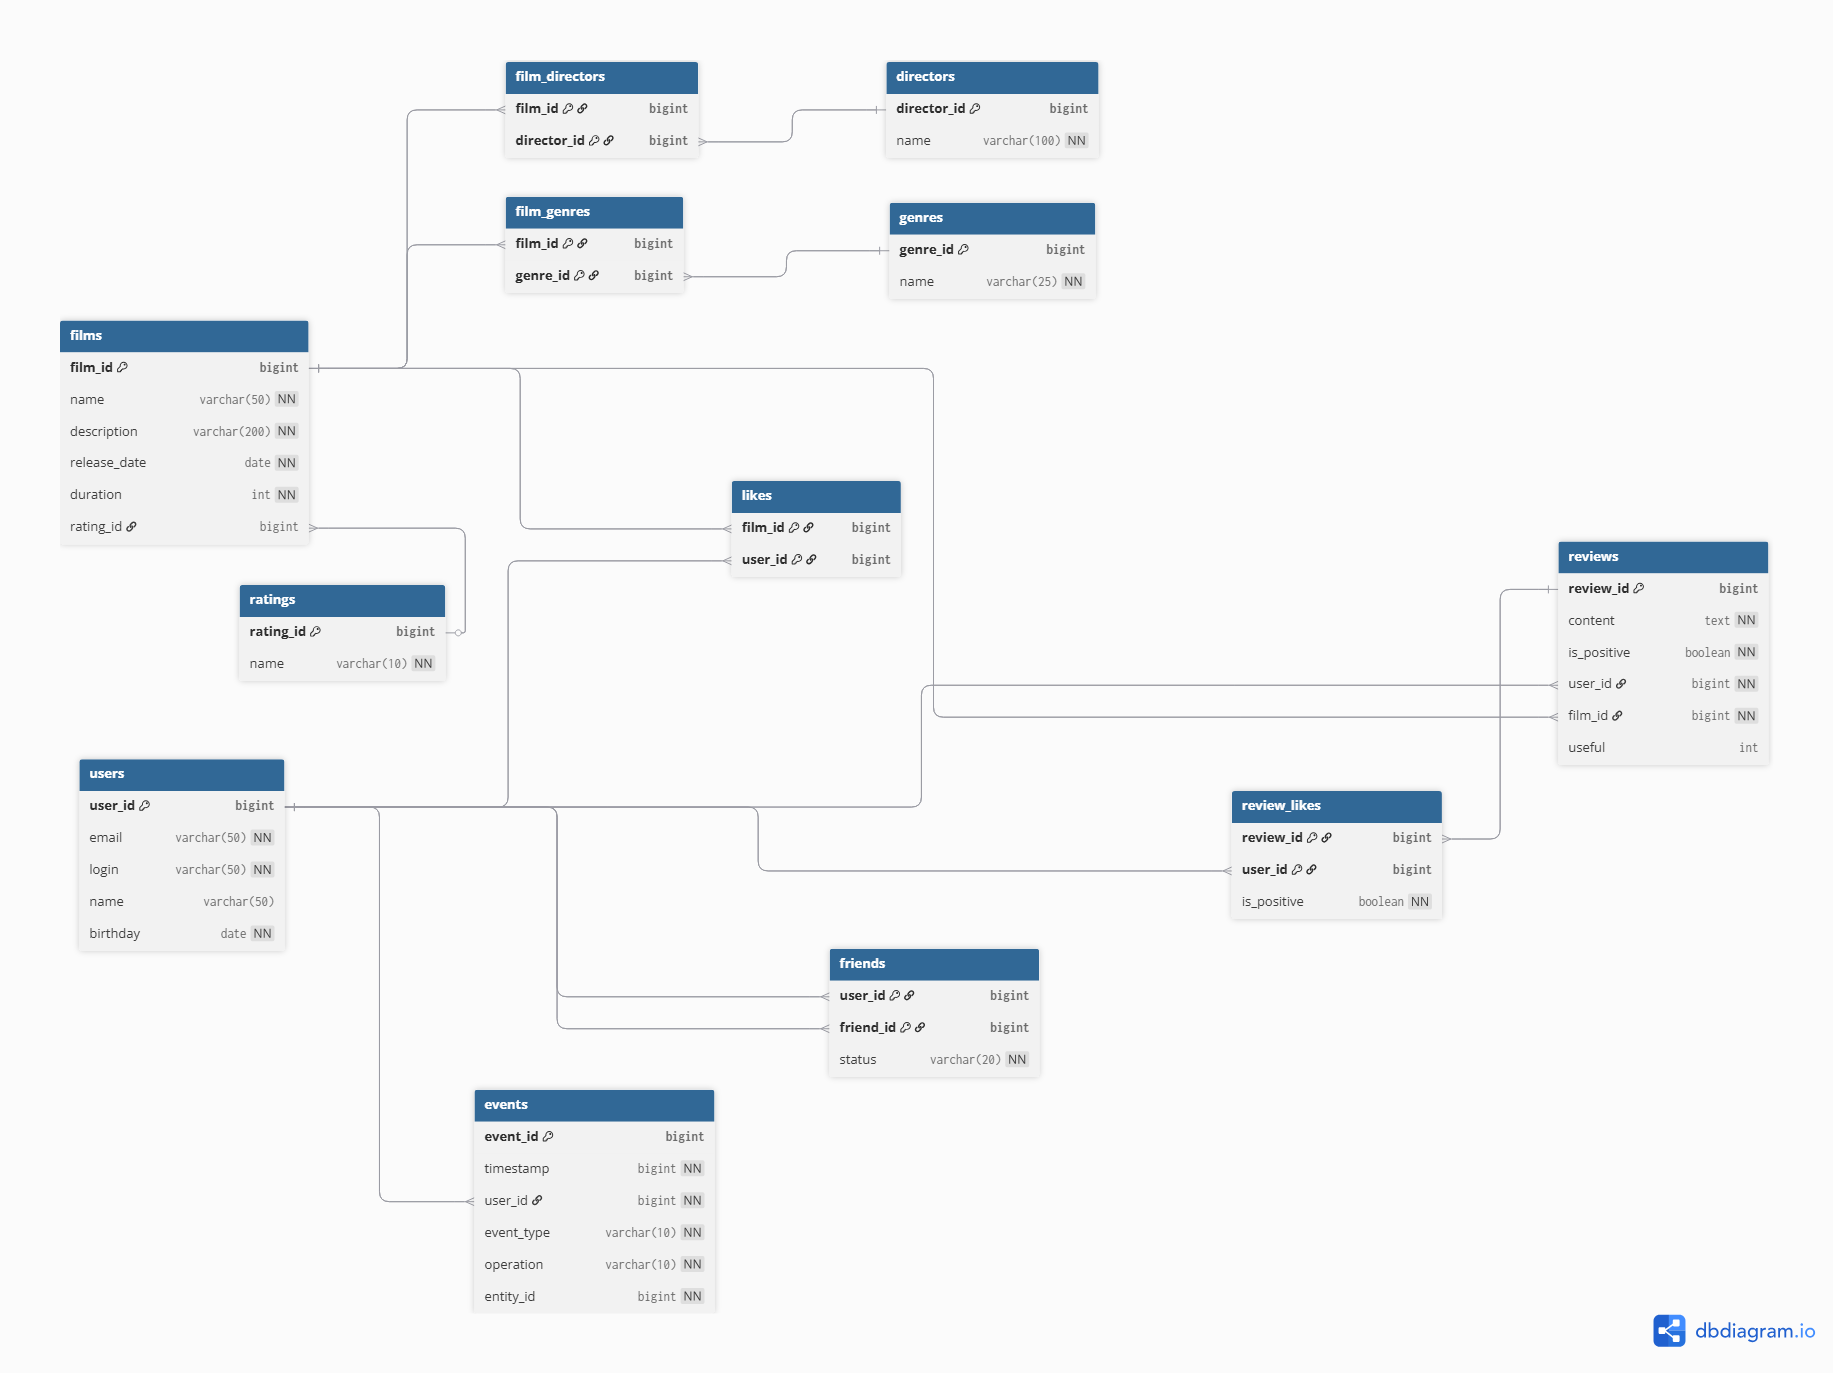 film_directors
film_id bigint
director_id bigint
directors
director_id bigint
name varchar(100) NN
film_genres
film_id bigint
genre_id bigint
genres
genre_id bigint
name varchar(25) NN
films
film_id bigint
name varchar(50) NN
description varchar(200) NN
release_date date NN
duration int NN
rating_id bigint
likes
film_id bigint
user_id bigint
ratings
rating_id bigint
name varchar(10) NN
reviews
review_id bigint
content text NN
is_positive boolean NN
user_id bigint NN
film_id bigint NN
useful int
users
user_id bigint
email varchar(50) NN
login varchar(50) NN
name varchar(50)
birthday date NN
review_likes
review_id bigint
user_id bigint
is_positive boolean NN
friends
user_id bigint
friend_id bigint
status varchar(20) NN
events
event_id bigint
timestamp bigint NN
user_id bigint NN
event_type varchar(10) NN
operation varchar(10) NN
entity_id bigint NN
dbdiagram.io